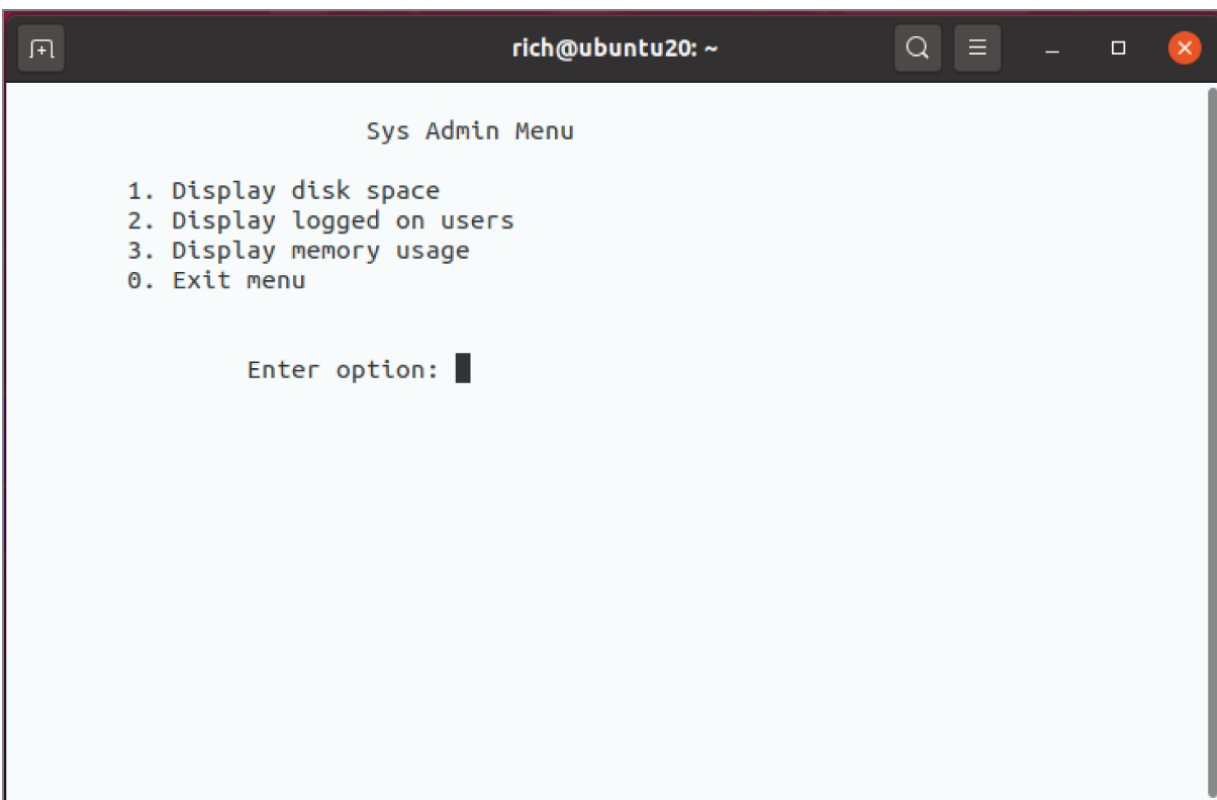 rich@ubuntu20: ~
Sys Admin Menu
1. Display disk space
2. Display logged on users
3. Display memory usage
0. Exit menu
Enter option: